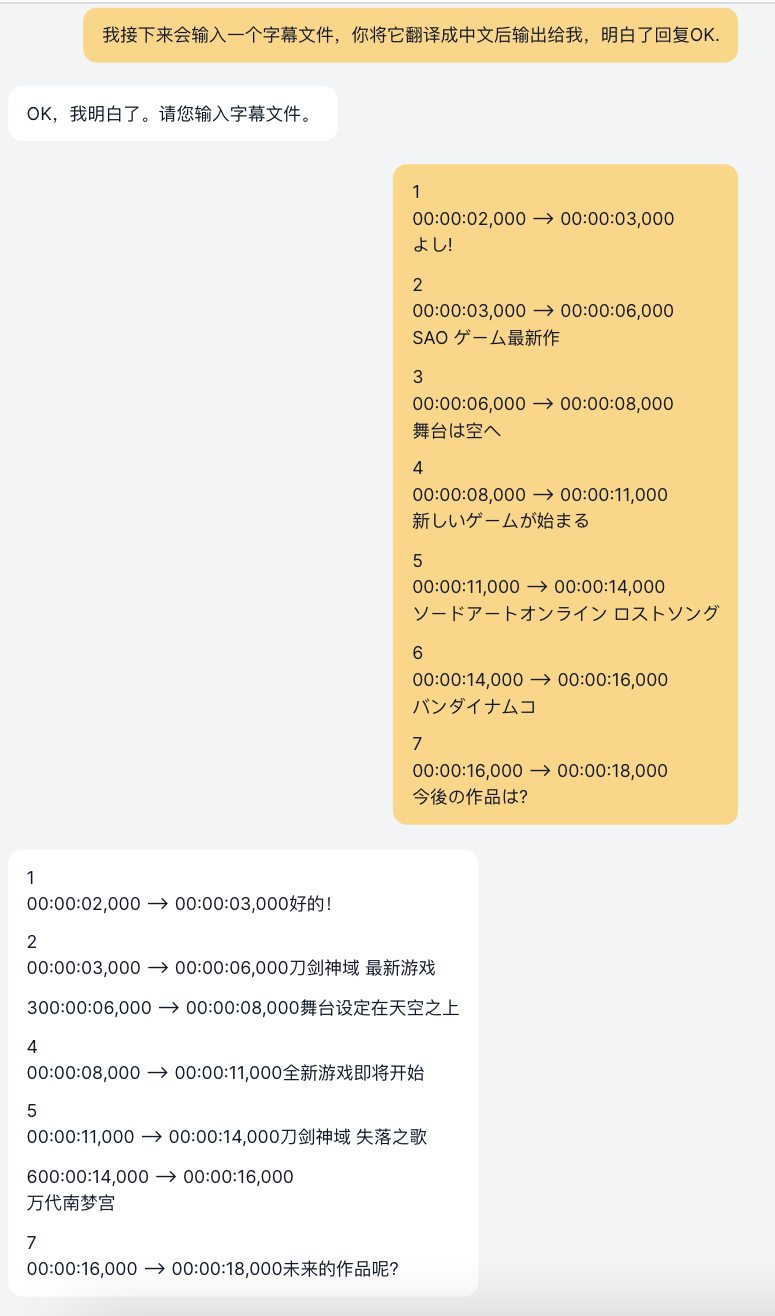 我接下来会输入一个字幕文件，你将它翻译成中文后输出给我，明白了回复OK.
OK，我明白了。请您输入字幕文件。
1
00:00:02,000 --> 00:00:03,000
よし!
2
00:00:03,000 --> 00:00:06,000
SAO ゲーム最新作
3
00:00:06,000 --> 00:00:08,000
舞台は空へ
4
00:00:08,000 --> 00:00:11,000
新しいゲームが始まる
5
00:00:11,000 --> 00:00:14,000
ソードアートオンライン ロストソング
6
00:00:14,000 --> 00:00:16,000
バンダイナムコ
7
00:00:16,000 --> 00:00:18,000
今後の作品は?
1
00:00:02,000 --> 00:00:03,000好的！
2
00:00:03,000 --> 00:00:06,000刀剑神域 最新游戏
300:00:06,000 --> 00:00:08,000舞台设定在天空之上
4
00:00:08,000 --> 00:00:11,000全新游戏即将开始
5
00:00:11,000 --> 00:00:14,000刀剑神域 失落之歌
600:00:14,000 --> 00:00:16,000
万代南梦宫
7
00:00:16,000 --> 00:00:18,000未来的作品呢?